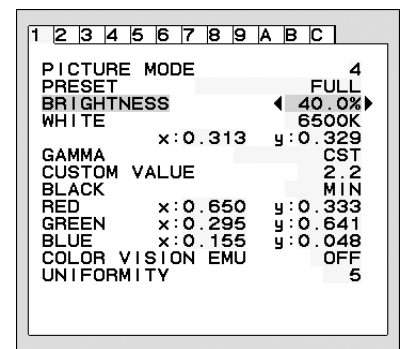 1 2 3 4 5 6 7 8 9 A B C
PICTURE MODE 4
PRESET FULL
BRIGHTNESS 40.0%
WHITE 6500K
x:0.313 y:0.329
GAMMA CST
CUSTOM VALUE 2.2
BLACK MIN
RED x:0.650 y:0.333
GREEN x:0.295 y:0.641
BLUE x:0.155 y:0.048
COLOR VISION EMU OFF
UNIFORMITY 5